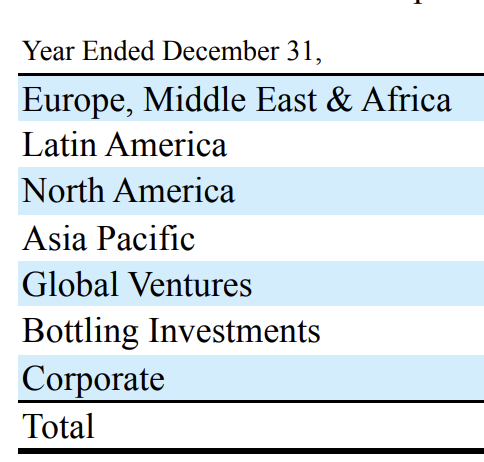 Year Ended December 31,
Europe, Middle East & Africa
Latin America
North America
Asia Pacific
Global Ventures
Bottling Investments
Corporate
Total